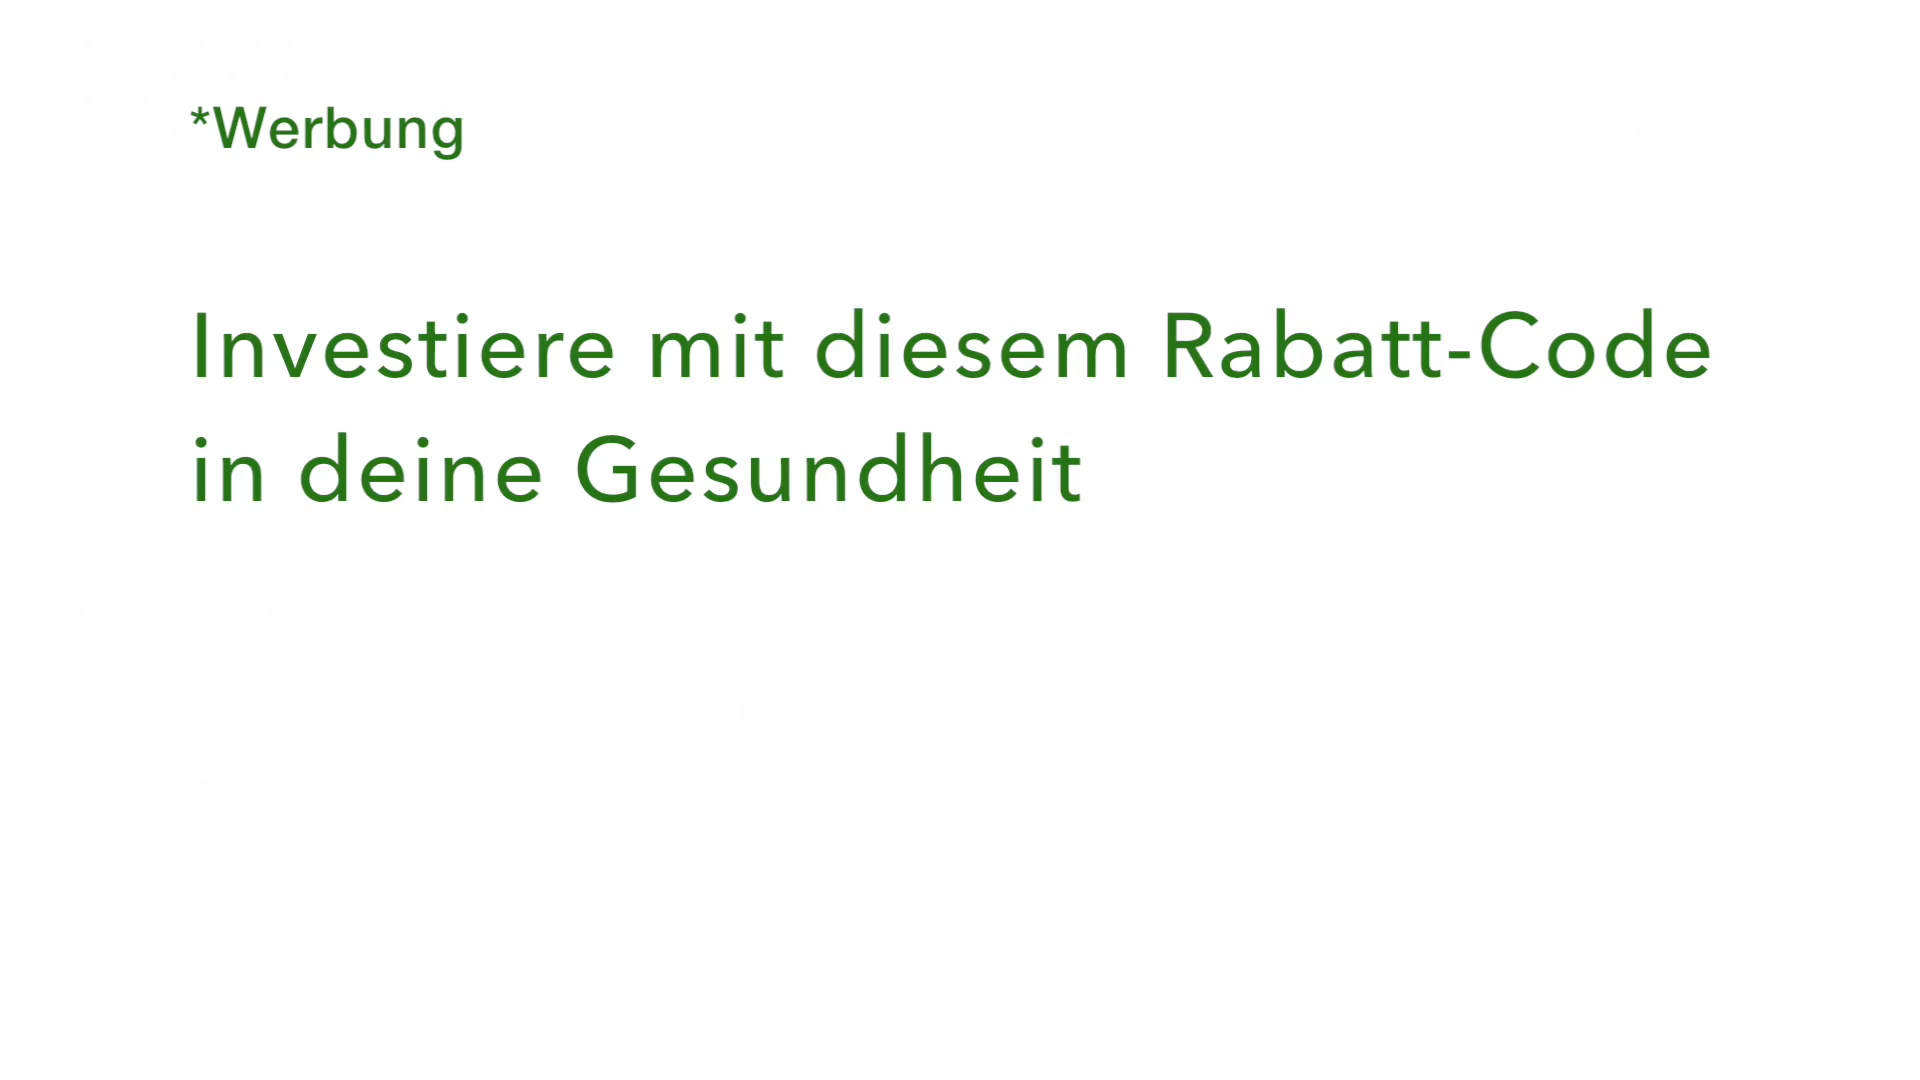 *Werbung
Investiere mit diesem Rabatt-Code
in deine Gesundheit